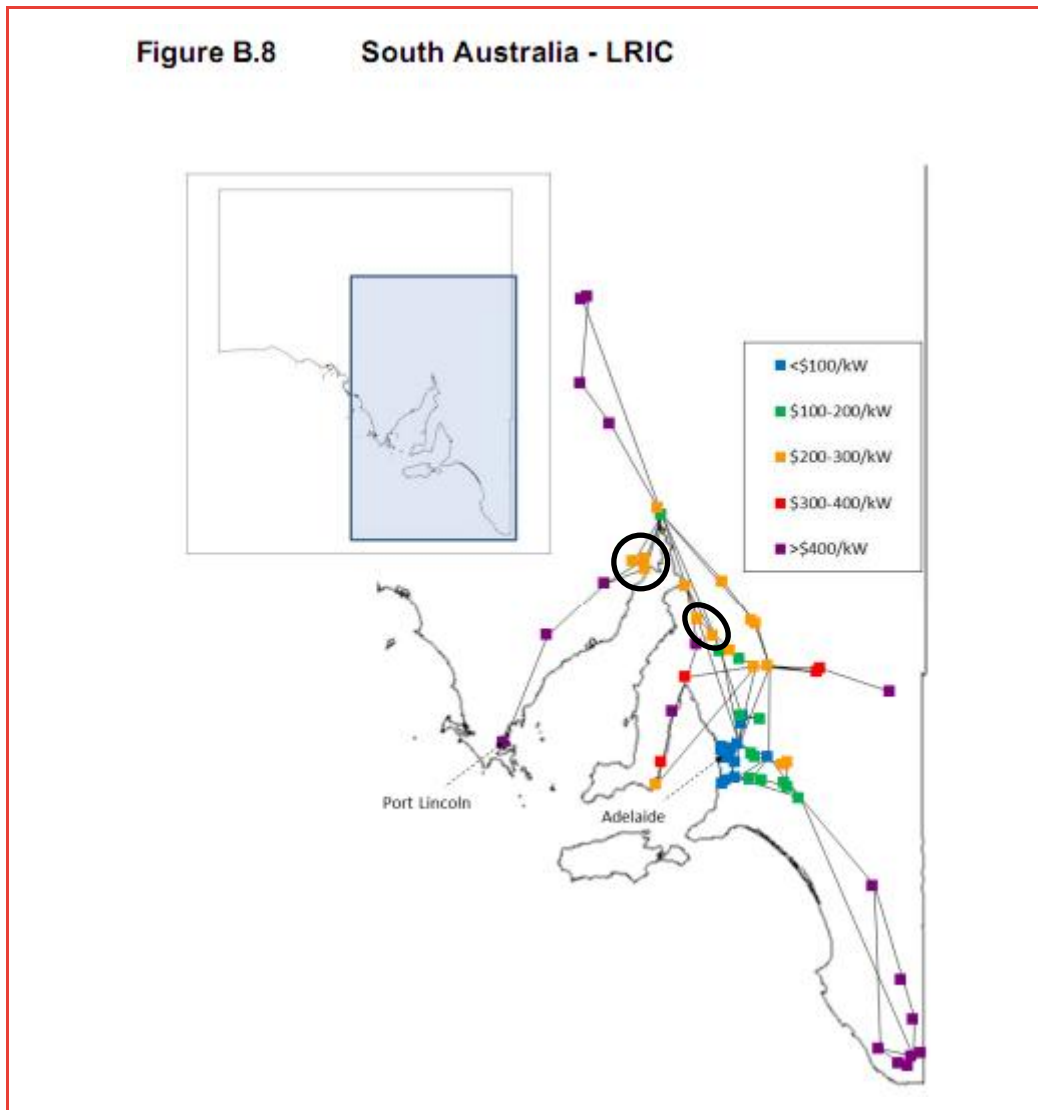 Figure B.8 South Australia - LRIC
<$100/kW
$100-200/kW
$200-300/kW
$300-400/kW
>$400/kW
Port Lincoln
Adelaide